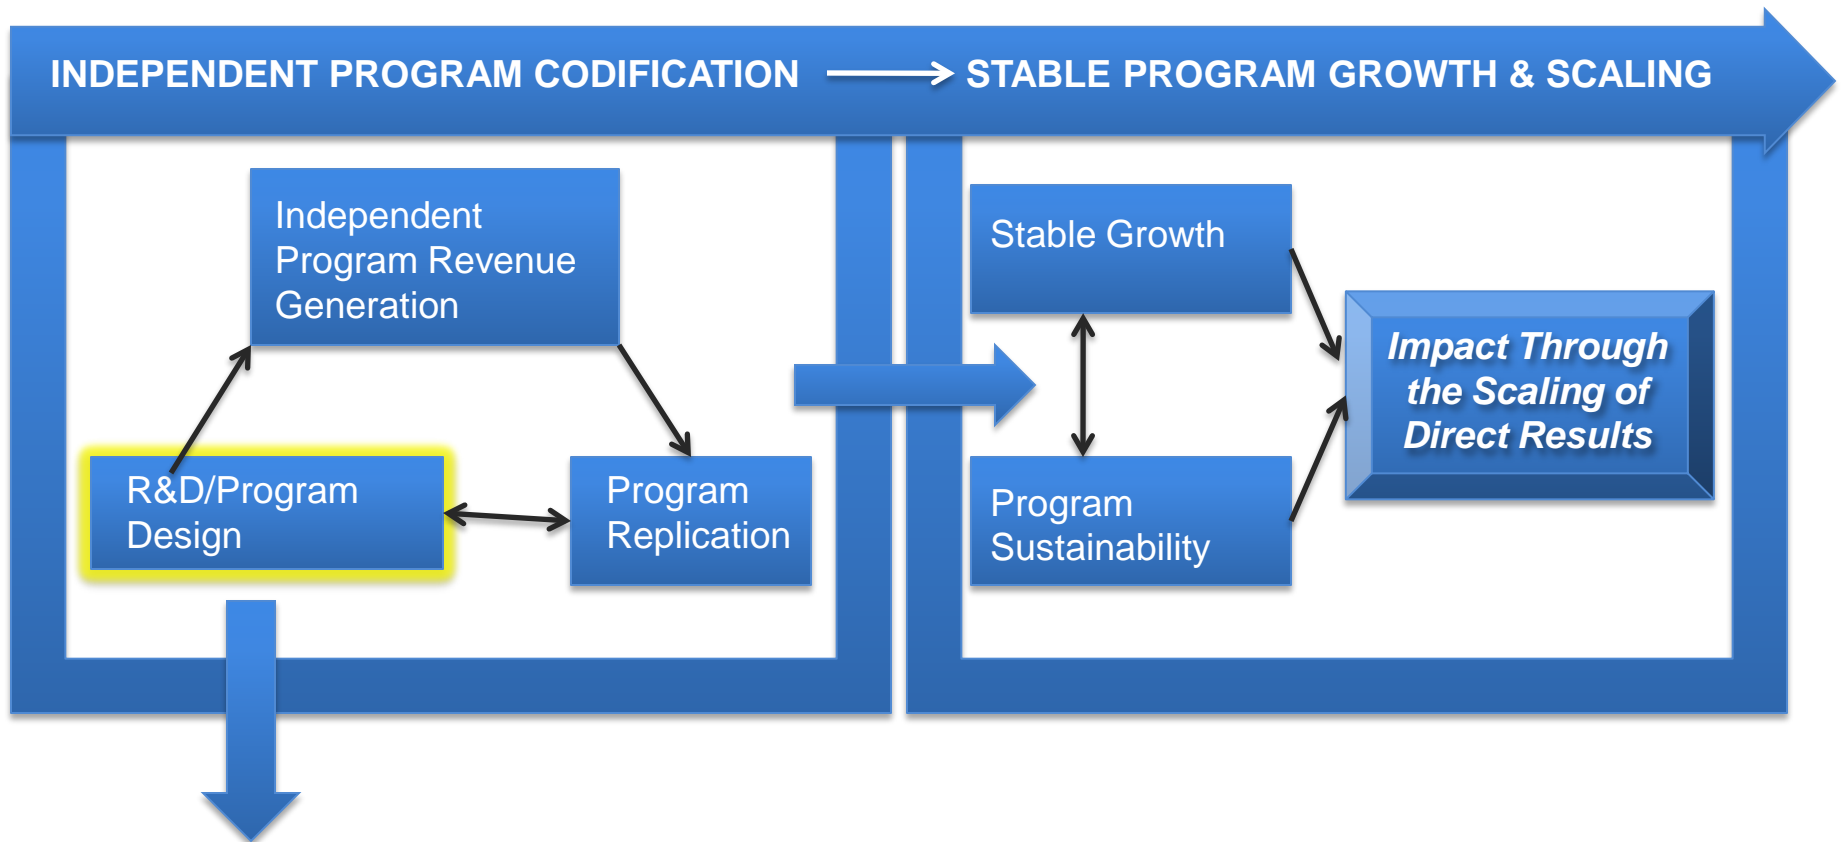 INDEPENDENT PROGRAM CODIFICATION
STABLE PROGRAM GROWTH & SCALING
Independent
Program Revenue
Generation
R&D/Program
Design
Program
Replication
Stable Growth
Program
Sustainability
Impact Through
the Scaling of
Direct Results